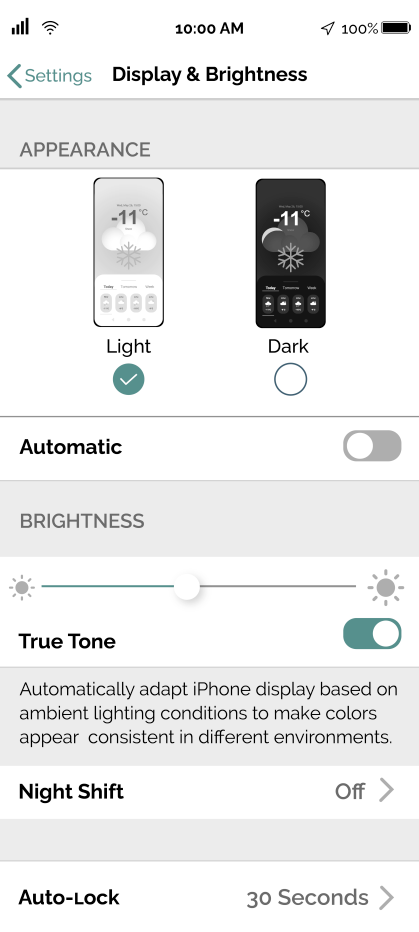 10:00 AM 100%
Settings Display & Brightness
APPEARANCE
-11°C -11°C
Today Tomorrow Week Today Tomorrow Week
Light Dark
Automatic
BRIGHTNESS
True Tone
Automatically adapt iPhone display based on
ambient lighting conditions to make colors
appear consistent in different environments.
Night Shift Off
Auto-Lock 30 Seconds